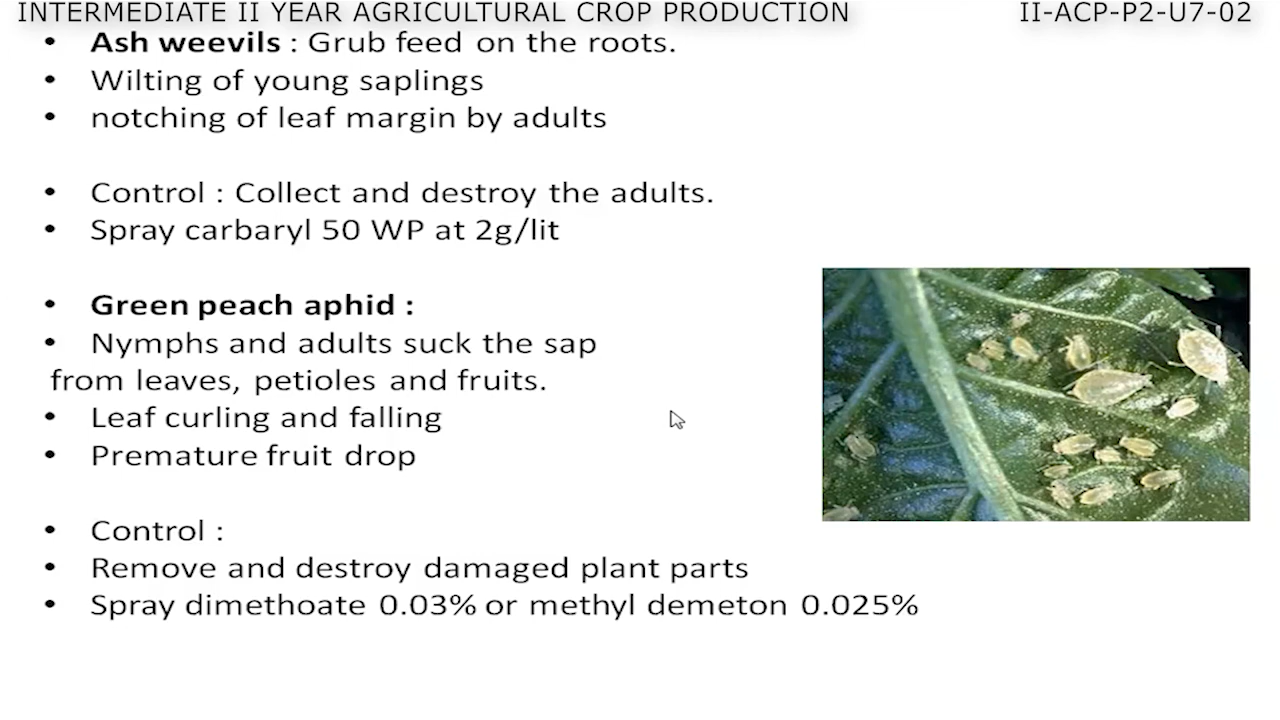 INTERMEDIATE II YEAR AGRICULTURAL CROP PRODUCTION II-ACP-P2-U7-02
• Ash weevils : Grub feed on the roots.
• Wilting of young saplings
• notching of leaf margin by adults
• Control : Collect and destroy the adults.
• Spray carbaryl 50 WP at 2g/lit
• Green peach aphid :
• Nymphs and adults suck the sap
from leaves, petioles and fruits.
• Leaf curling and falling
• Premature fruit drop
• Control :
• Remove and destroy damaged plant parts
• Spray dimethoate 0.03% or methyl demeton 0.025%